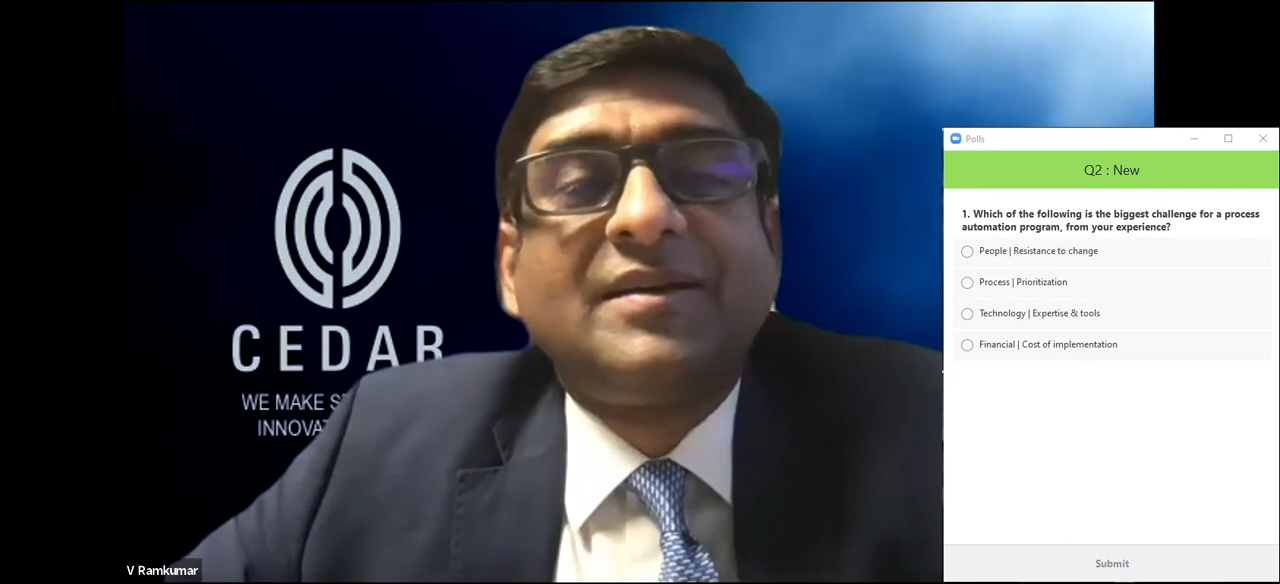 CEDAR
WE MAKE
V Ramkumar
Polls
Q2 : New
1. Which of the following is the biggest challenge for a process
automation program, from your experience?
People | Resistance to change
Process | Prioritization
Technology | Expertise & tools
Financial | Cost of implementation
Submit